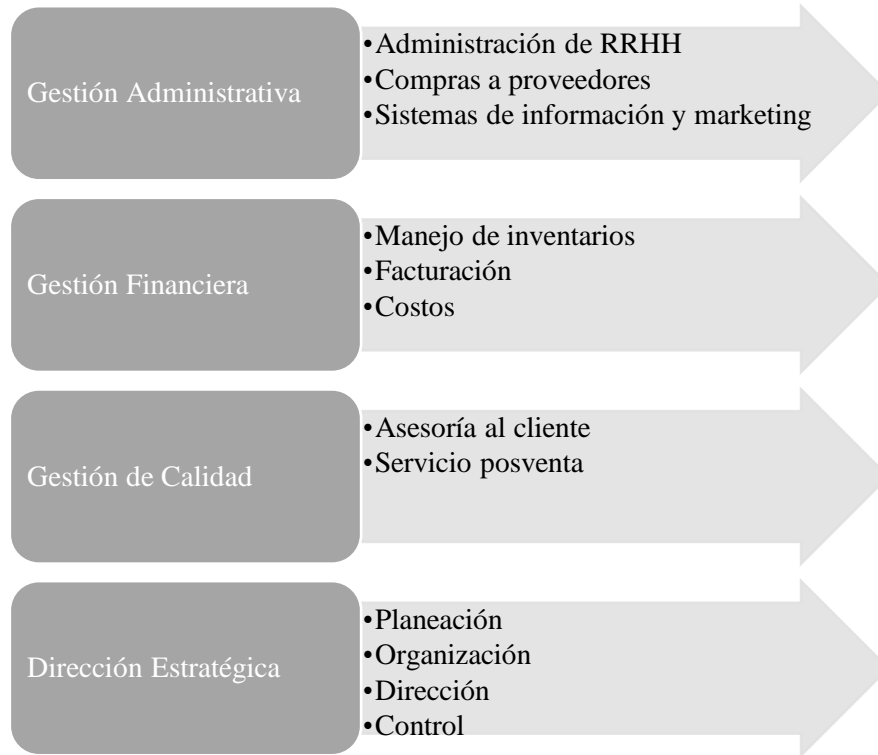 Gestión Administrativa
•Administración de RRHH
•Compras a proveedores
•Sistemas de información y marketing
Gestión Financiera
•Manejo de inventarios
•Facturación
•Costos
Gestión de Calidad
•Asesoría al cliente
•Servicio posventa
Dirección Estratégica
•Planeación
•Organización
•Dirección
•Control